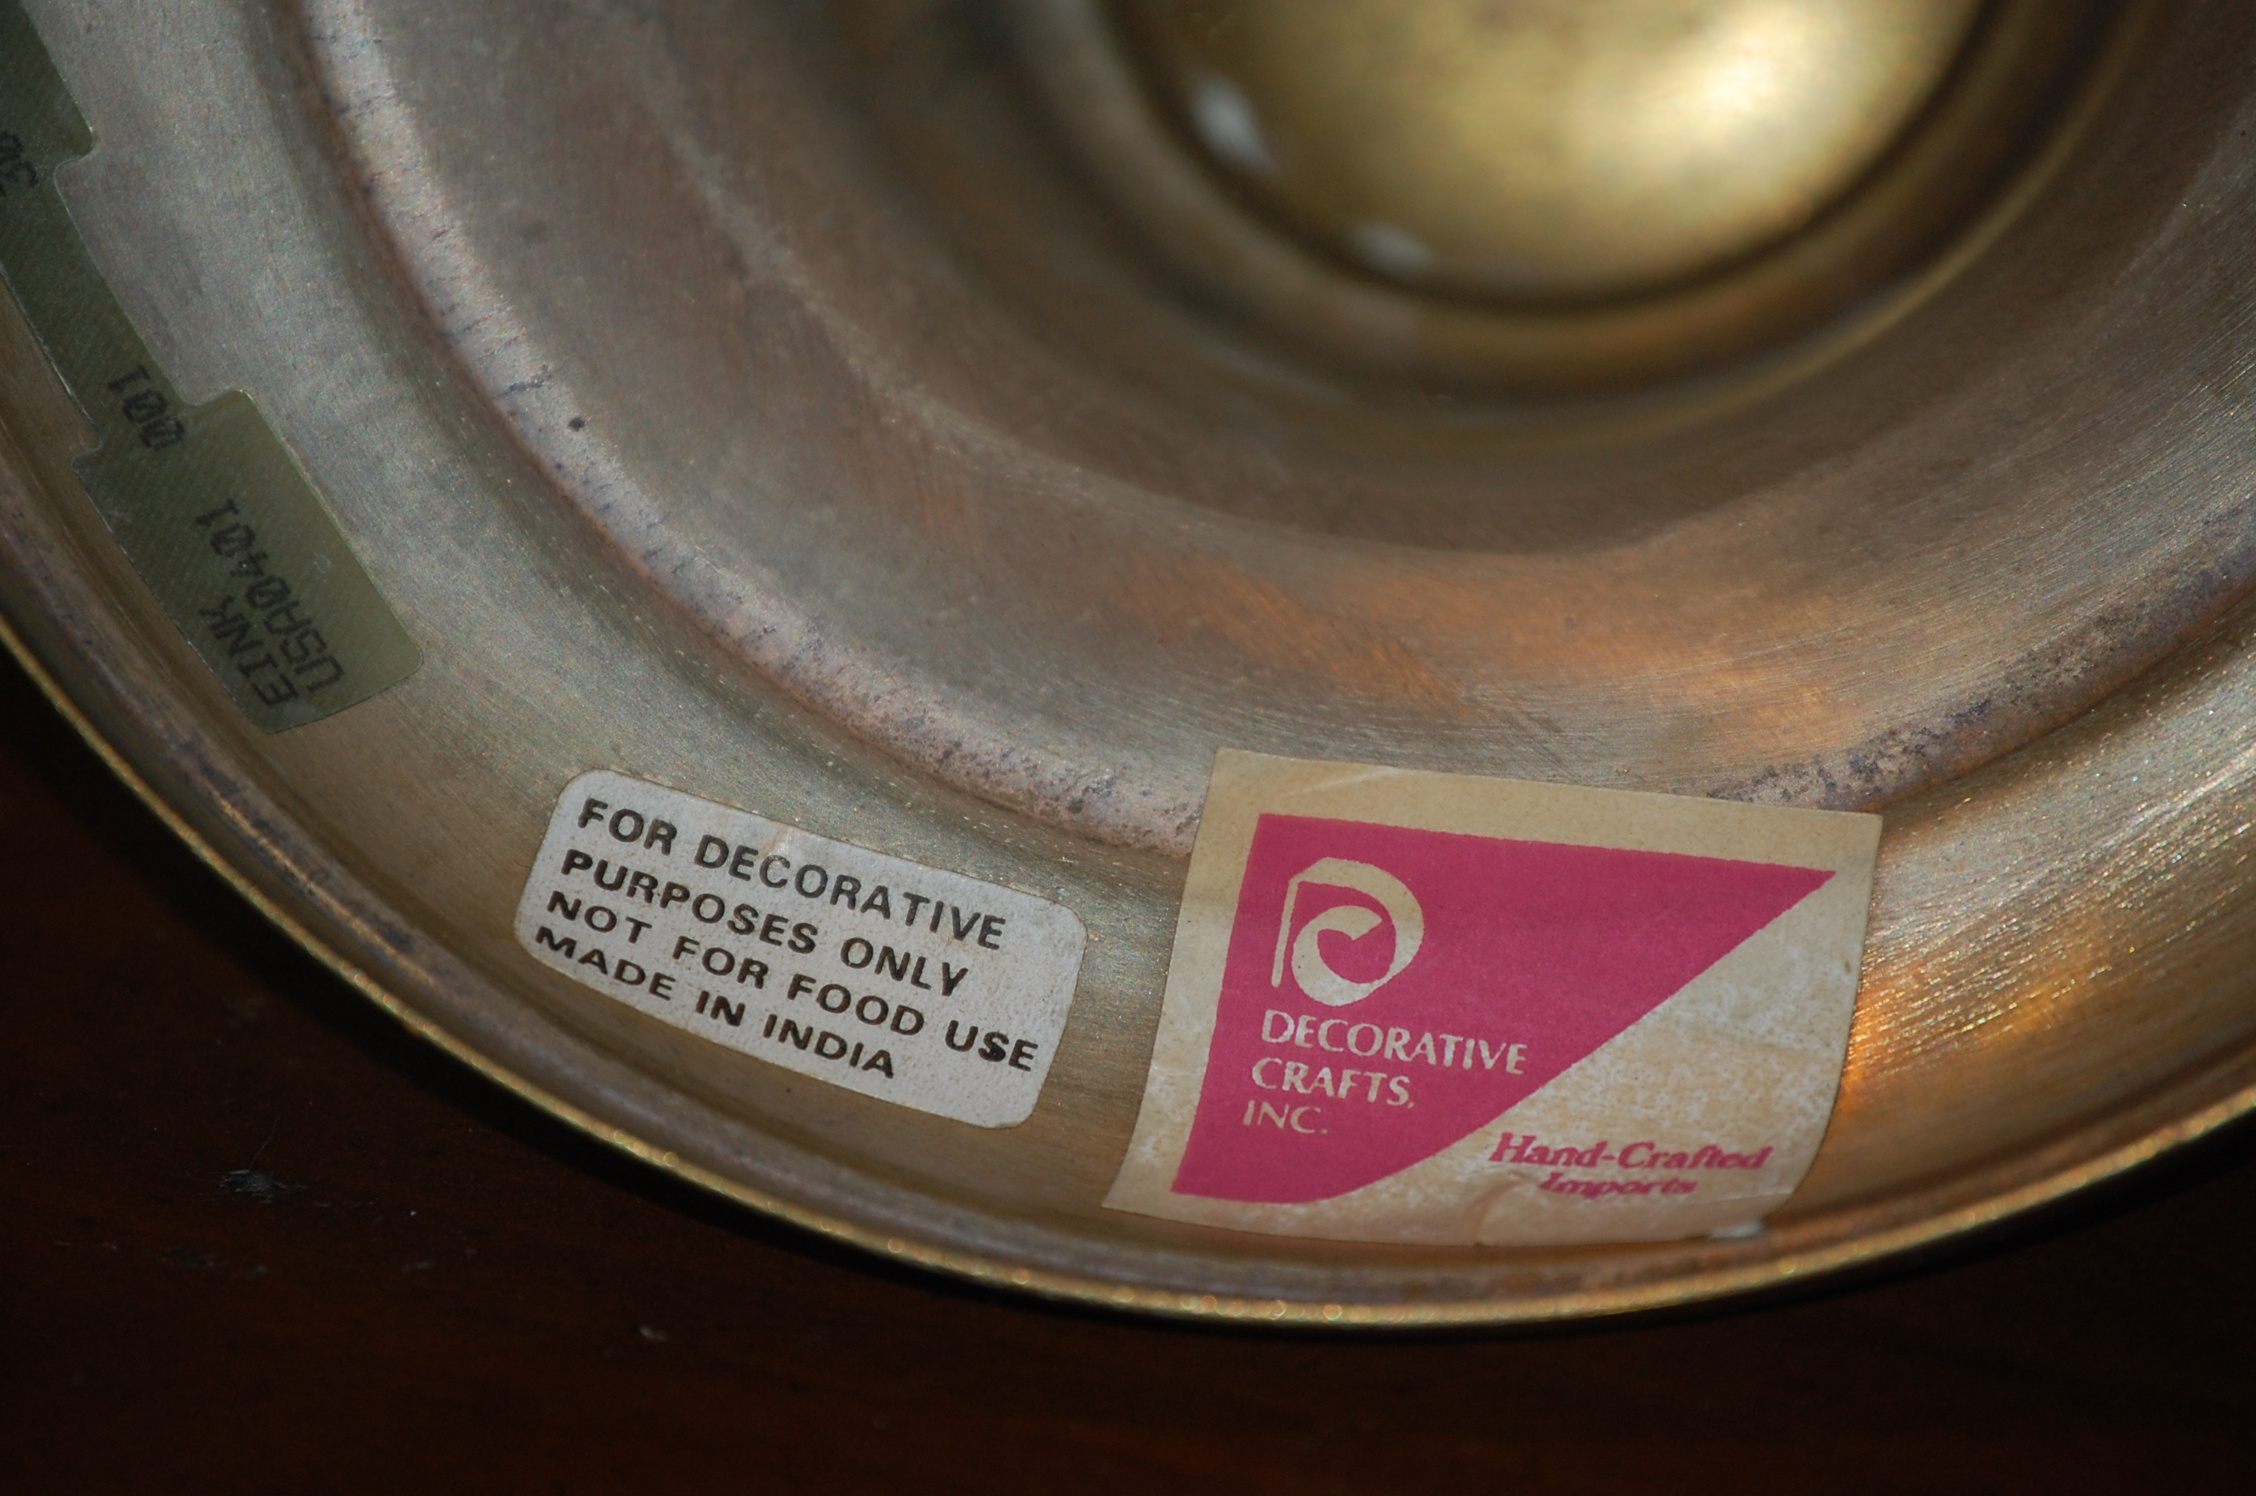 001
EINK
USA0401
FOR DECORATIVE
PURPOSES ONLY
NOT FOR FOOD USE
MADE IN INDIA
DECORATIVE
CRAFTS,
INC.
Hand-Crafted
Imports